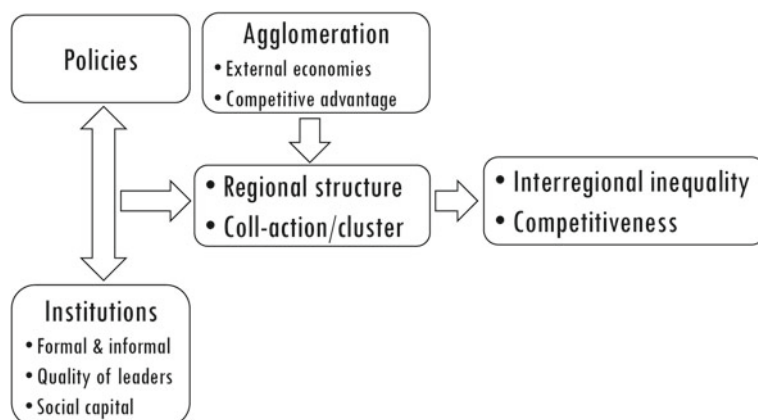 Policies
Agglomeration
• External economies
• Competitive advantage
• Regional structure
• Coll-action/cluster
• Interregional inequality
• Competitiveness
Institutions
• Formal & informal
• Quality of leaders
• Social capital